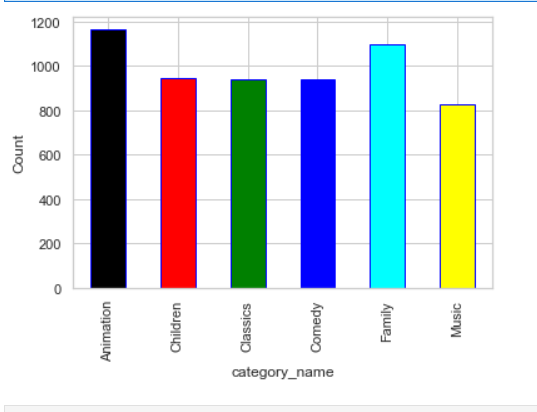 1200
1000
800
600
400
200
0
Count
Animation
Children
Classics
Comedy
Family
Music
category_name